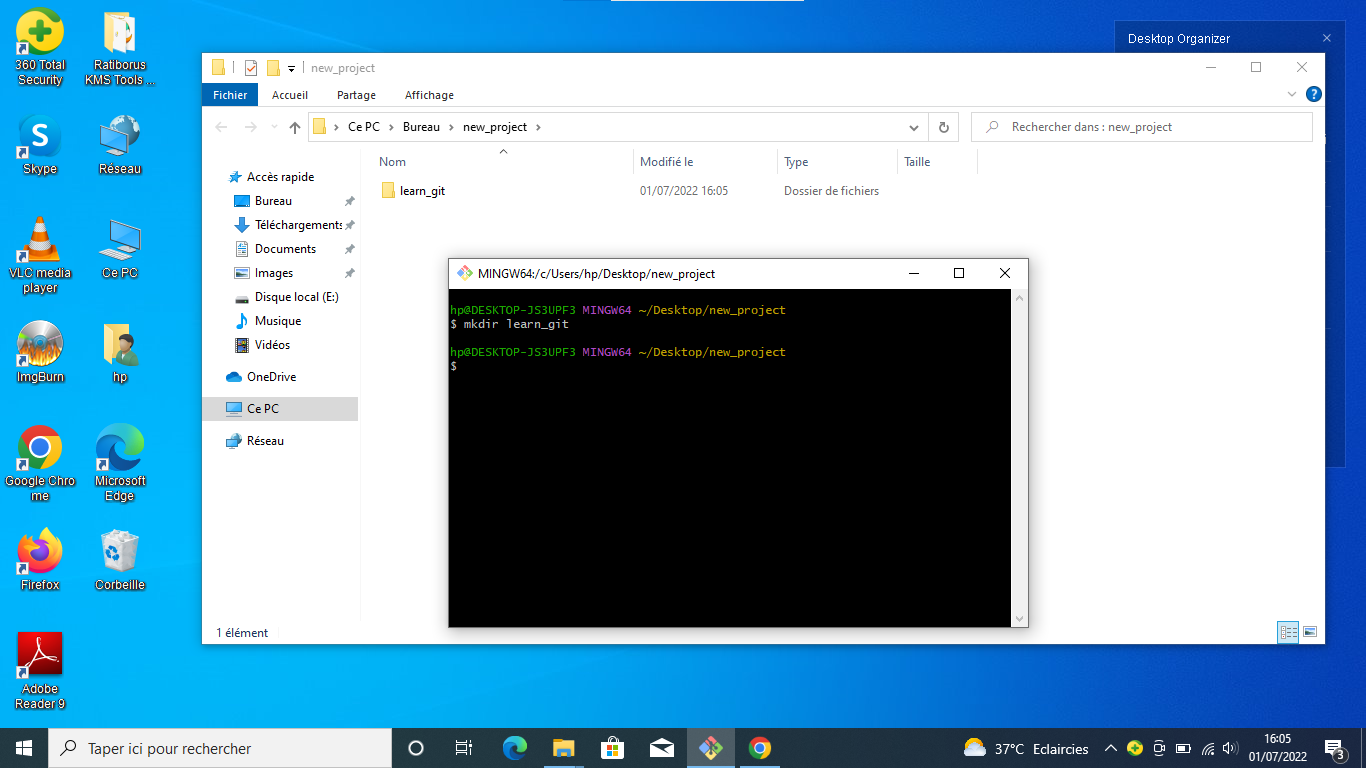 360 Total
Security
Ratiborus
KMS Tools ...
Skype
Réseau
VLC media
player
Ce PC
ImgBurn
hp
Google Chro
me
Microsoft
Edge
Firefox
Corbeille
Adobe
Reader 9
Desktop Organizer
new_project
Fichier
Accueil
Partage
Affichage
Ce PC
Bureau
new_project
Rechercher dans : new_project
Accès rapide
Bureau
Téléchargements
Documents
Images
Disque local (E:)
Musique
Vidéos
OneDrive
Ce PC
Réseau
Nom
Modifié le
Type
Taille
learn_git
01/07/2022 16:05
Dossier de fichiers
1 élément
MINGW64:/c/Users/hp/Desktop/new_project
hp@DESKTOP-JS3UPF3 MINGW64 ~/Desktop/new_project
$ mkdir learn_git
hp@DESKTOP-JS3UPF3 MINGW64 ~/Desktop/new_project
$
Taper ici pour rechercher
37°C Eclaircies
16:05
01/07/2022
3